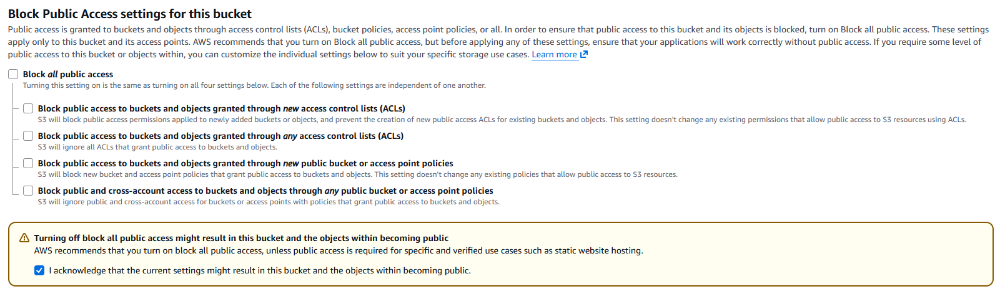 Block Public Access settings for this bucket
Public access is granted to buckets and objects through access control lists (ACLs), bucket policies, access point policies, or all. In order to ensure that public access to this bucket and its objects is blocked, turn on Block all public access. These settings
apply only to this bucket and its access points. AWS recommends that you turn on Block all public access, but before applying any of these settings, ensure that your applications will work correctly without public access. If you require some level of
public access to this bucket or objects within, you can customize the individual settings below to suit your specific storage use cases. Learn more
Block all public access
Turning this setting on is the same as turning on all four settings below. Each of the following settings are independent of one another.
Block public access to buckets and objects granted through new access control lists (ACLs)
S3 will block public access permissions applied to newly added buckets or objects, and prevent the creation of new public access ACLs for existing buckets and objects. This setting doesn't change any existing permissions that allow public access to S3 resources using ACLs.
Block public access to buckets and objects granted through any access control lists (ACLs)
S3 will ignore all ACLs that grant public access to buckets and objects.
Block public access to buckets and objects granted through new public bucket or access point policies
S3 will block new bucket and access point policies that grant public access to buckets and objects. This setting doesn't change any existing policies that allow public access to S3 resources.
Block public and cross-account access to buckets and objects through any public bucket or access point policies
S3 will ignore public and cross-account access for buckets or access points with policies that grant public access to buckets and objects.
Turning off block all public access might result in this bucket and the objects within becoming public
AWS recommends that you turn on block all public access, unless public access is required for specific and verified use cases such as static website hosting.
I acknowledge that the current settings might result in this bucket and the objects within becoming public.